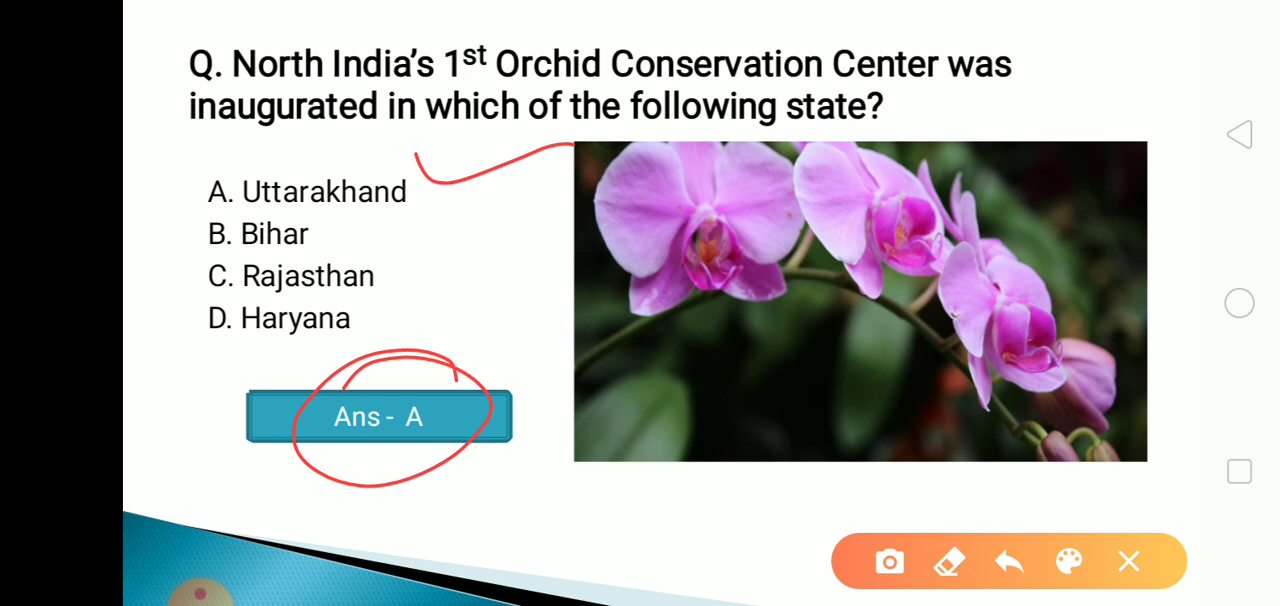 Q. North India’s 1st Orchid Conservation Center was
inaugurated in which of the following state?
A. Uttarakhand
B. Bihar
C. Rajasthan
D. Haryana
Ans - A